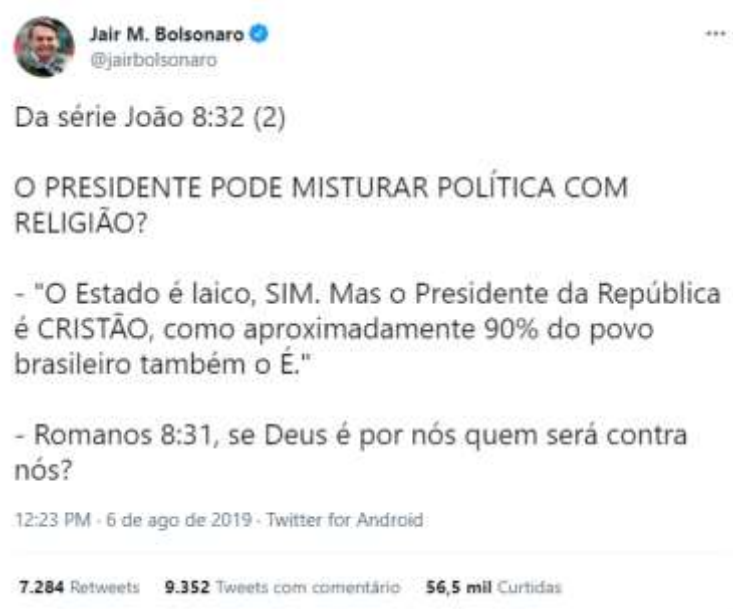 Jair M. Bolsonaro
@jairbolsonaro
Da série João 8:32 (2)
O PRESIDENTE PODE MISTURAR POLÍTICA COM
RELIGIÃO?
- "O Estado é laico, SIM. Mas o Presidente da República
é CRISTÃO, como aproximadamente 90% do povo
brasileiro também o É."
- Romanos 8:31, se Deus é por nós quem será contra
nós?
12:23 PM · 6 de ago de 2019 · Twitter for Android
7.284 Retweets 9.352 Tweets com comentário 56,5 mil Curtidas